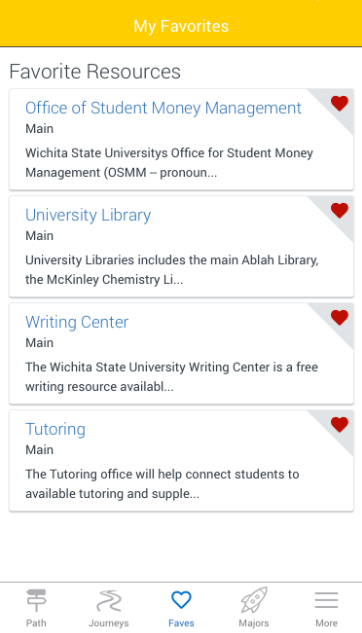 My Favorites
Favorite Resources
Office of Student Money Management
Main
Wichita State Universitys Office for Student Money
Management (OSMM -- pronoun...
University Library
Main
University Libraries includes the main Ablah Library,
the McKinley Chemistry Li...
Writing Center
Main
The Wichita State University Writing Center is a free
writing resource availabl...
Tutoring
Main
The Tutoring office will help connect students to
available tutoring and supple...
Path Journeys Faves Majors More